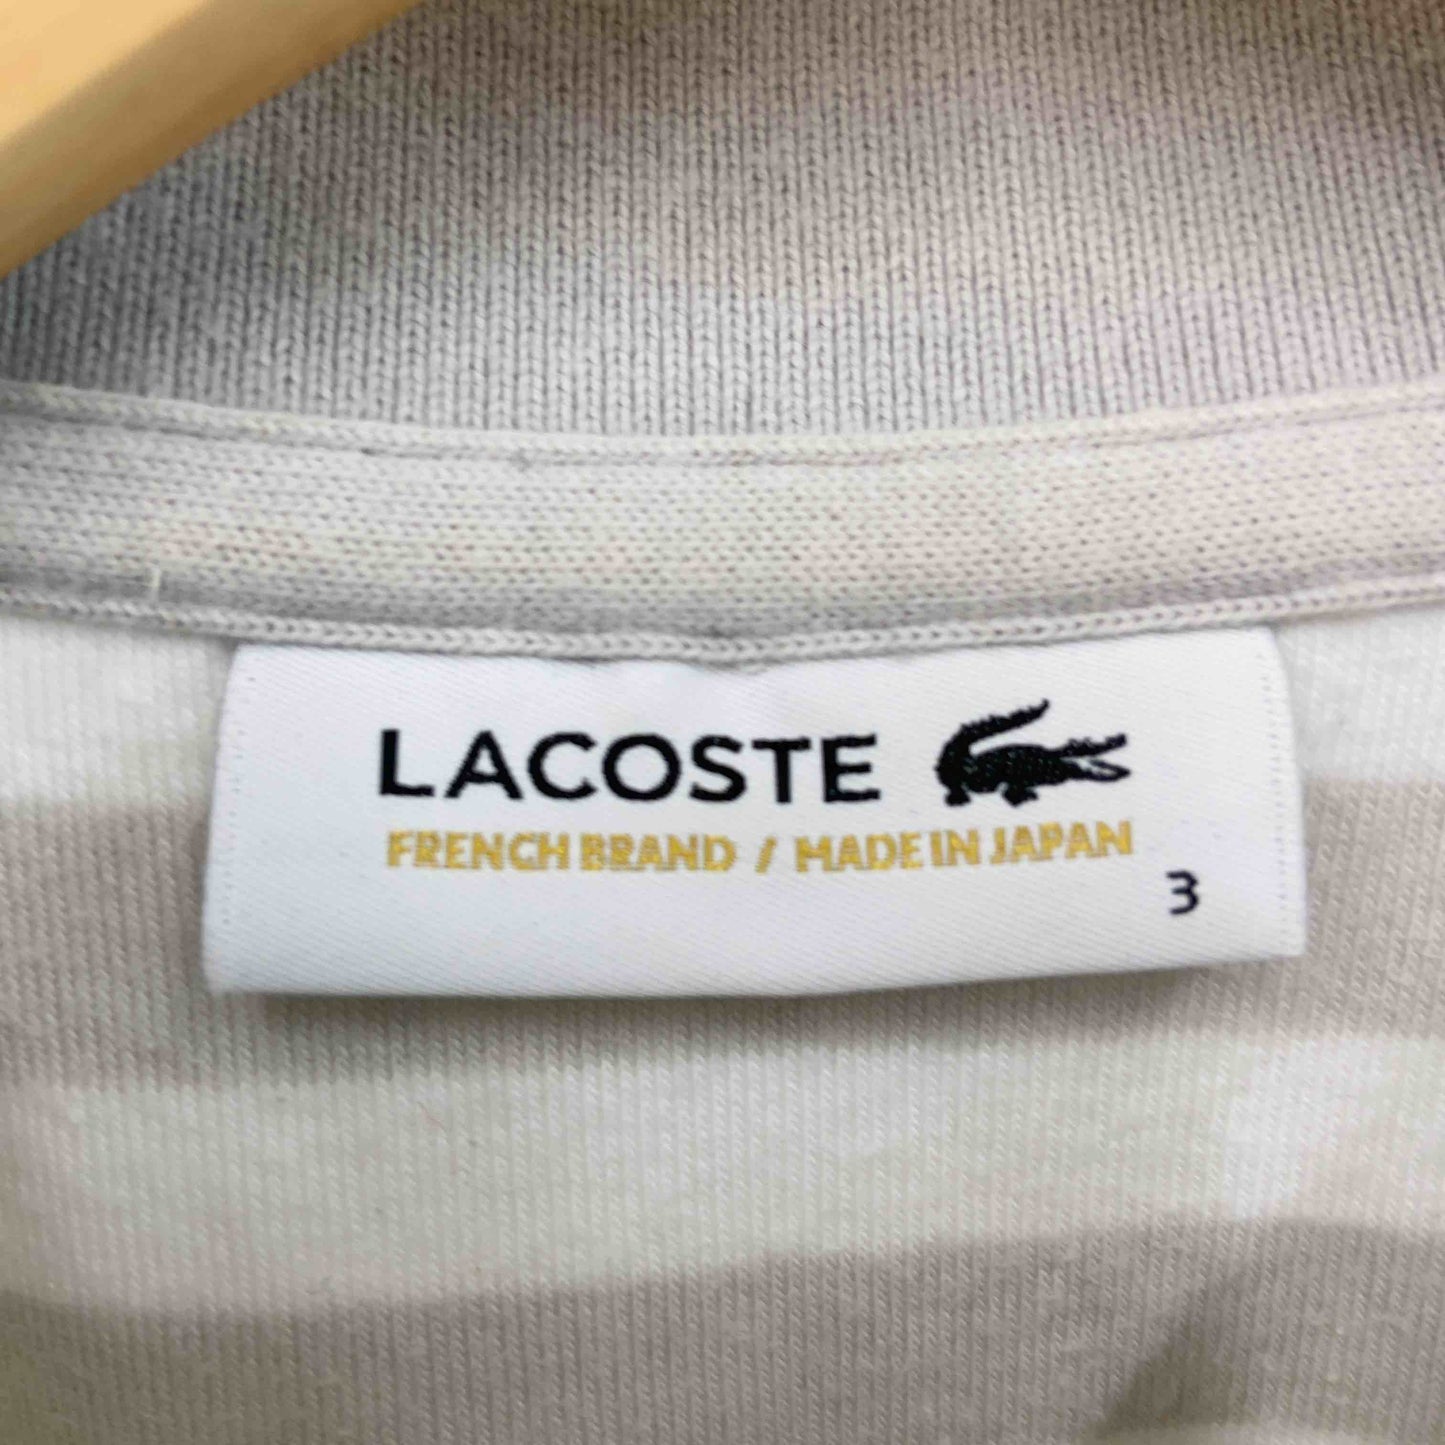 LACOSTE
FRENCH BRAND / MADE IN JAPAN
3